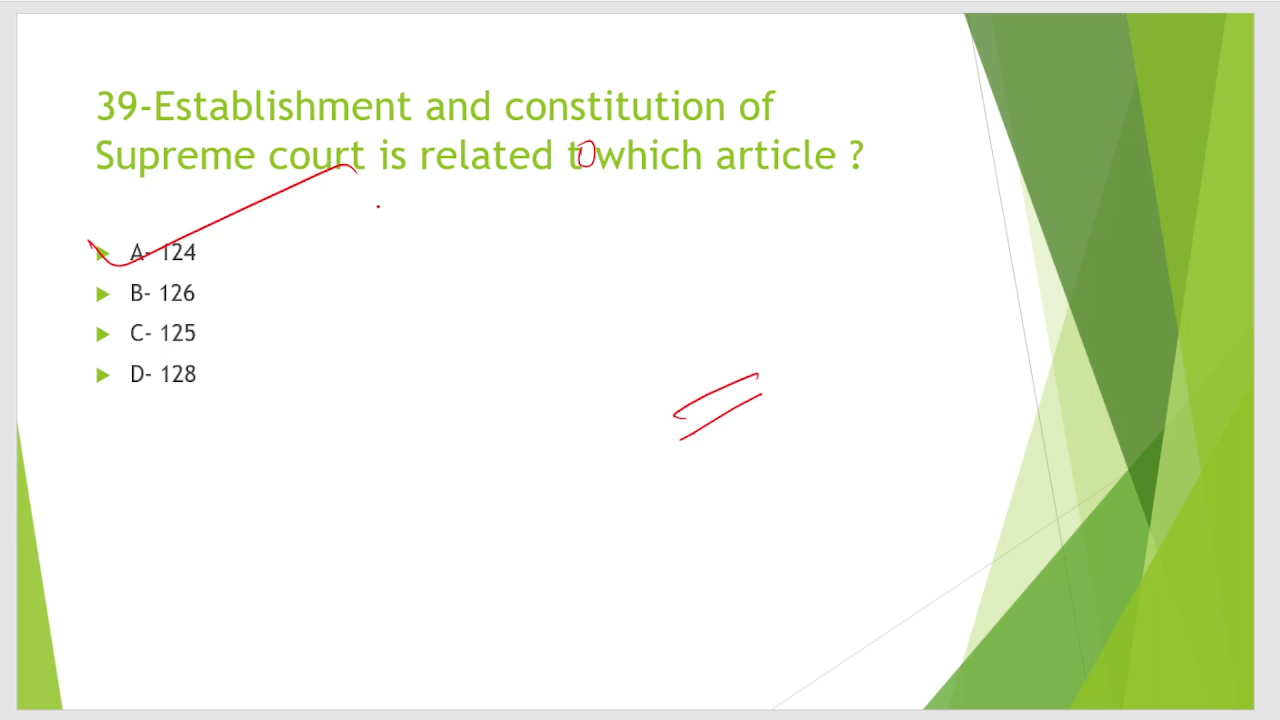 39-Establishment and constitution of
Supreme court is related to which article ?
A- 124
B- 126
C- 125
D- 128